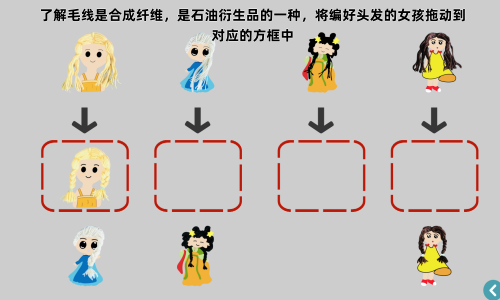 了解毛线是合成纤维，是石油衍生品的一种，将编好头发的女孩拖动到
对应的方框中